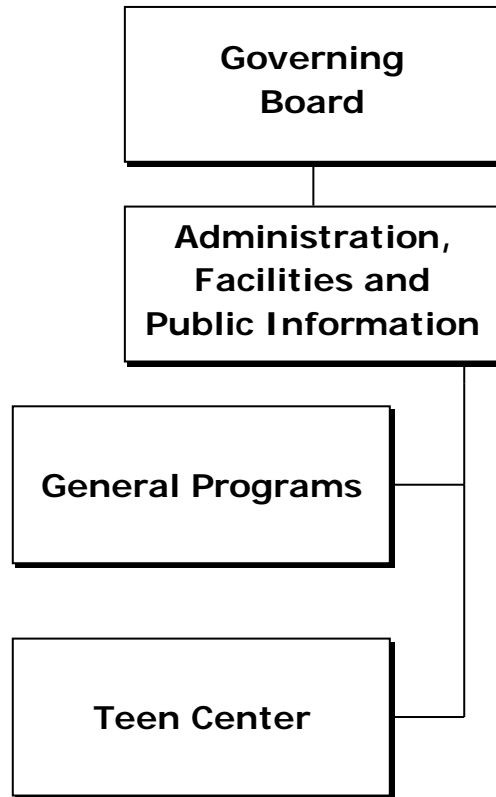 Governing
Board
Administration,
Facilities and
Public Information
General Programs
Teen Center